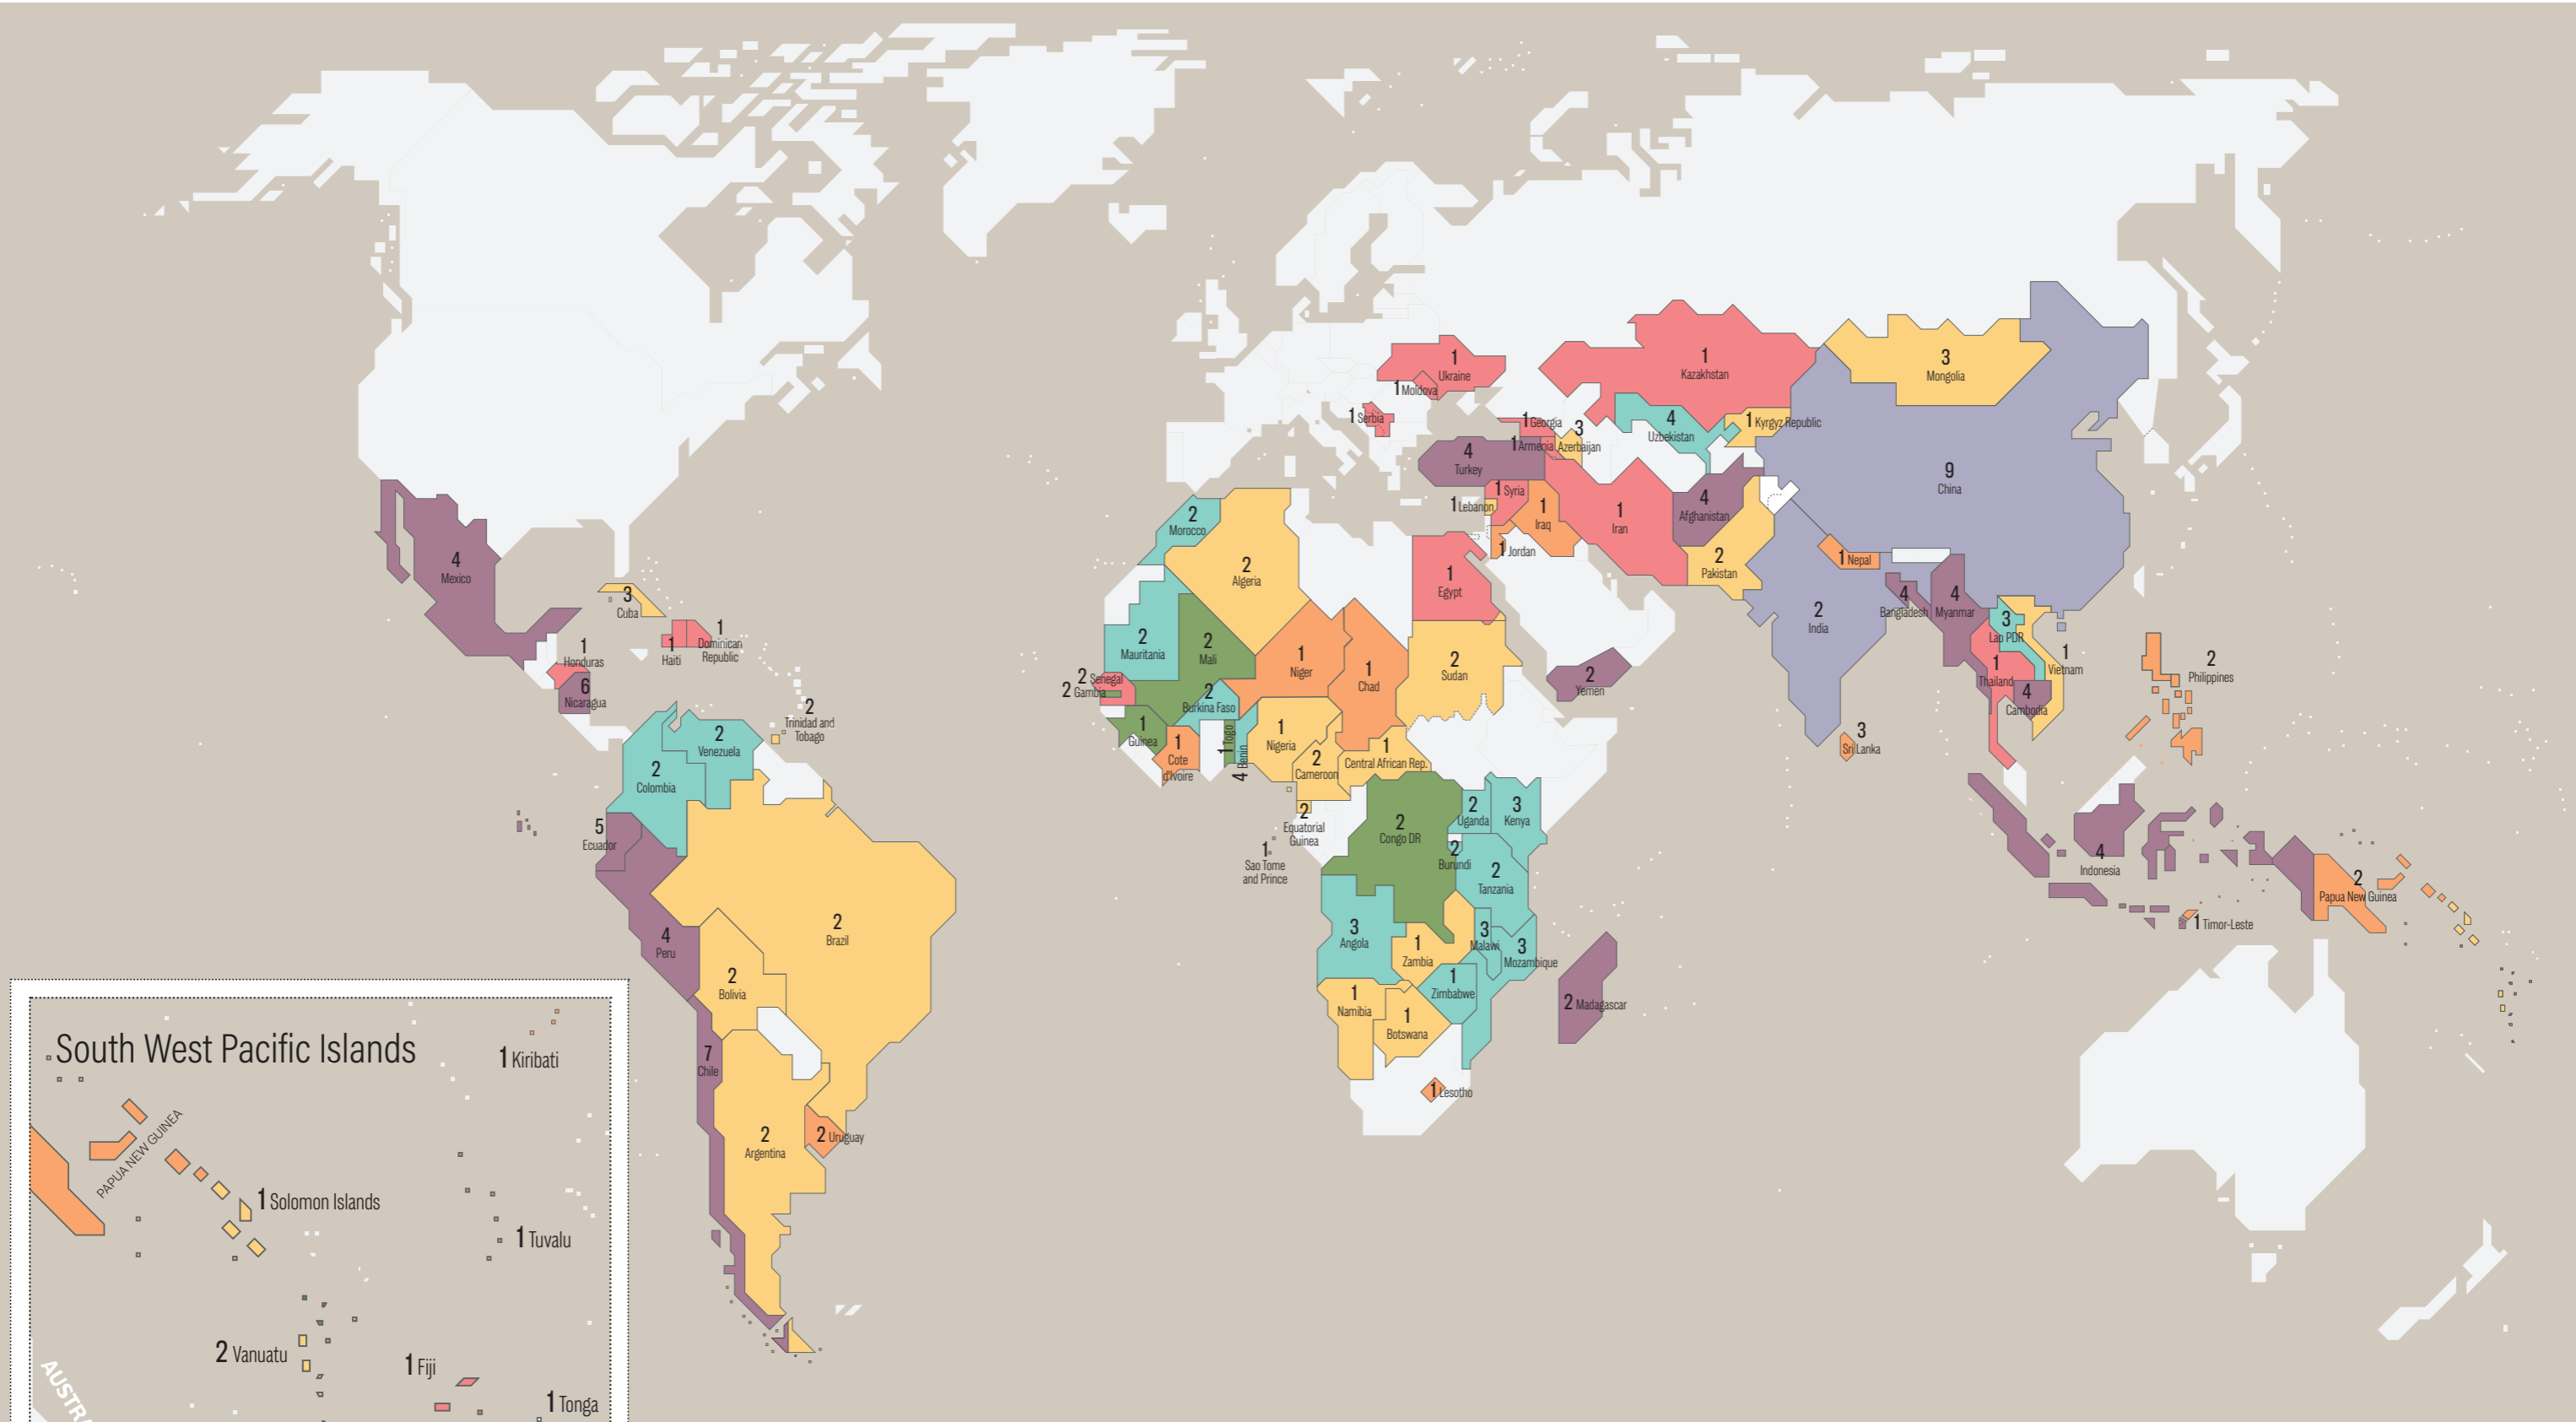 1
Ukraine
1 Moldova
1 Serbia
1
Kazakhstan
3
Mongolia
1 Georgia
3
Azerbaijan
1 Armenia
4
Uzbekistan
1 Kyrgyz Republic
4
Turkey
9
China
1 Syria
1 Lebanon
1
Iraq
1 Jordan
1
Iran
4
Afghanistan
2
Pakistan
1 Nepal
2
India
4
Bangladesh
4
Myanmar
3
Lao PDR
1
Vietnam
1
Thailand
4
Cambodia
2
Philippines
3
Sri Lanka
2
Yemen
4
Mexico
3
Cuba
1
Haiti
1
Dominican
Republic
1
Honduras
6
Nicaragua
2
Trinidad and
Tobago
2
Venezuela
2
Colombia
5
Ecuador
4
Peru
2
Brazil
2
Bolivia
7
Chile
2
Argentina
2 Uruguay
2
Morocco
2
Algeria
1
Egypt
2
Mauritania
2
Mali
1
Niger
1
Chad
2
Sudan
2 Senegal
2 Gambia
2
Burkina Faso
1
Guinea
1
Cote
d'Ivoire
1 Togo
4 Benin
1
Nigeria
2
Cameroon
1
Central African Rep.
2
Equatorial
Guinea
1
Sao Tome
and Prince
2
Congo DR
2
Uganda
3
Kenya
2
Burundi
2
Tanzania
3
Angola
1
Zambia
3
Malawi
3
Mozambique
1
Zimbabwe
1
Namibia
1
Botswana
2 Madagascar
1 Lesotho
4
Indonesia
2
Papua New Guinea
1 Timor-Leste
South West Pacific Islands
1 Kiribati
PAPUA NEW GUINEA
1 Solomon Islands
1 Tuvalu
2 Vanuatu
1 Fiji
1 Tonga
AUSTRA